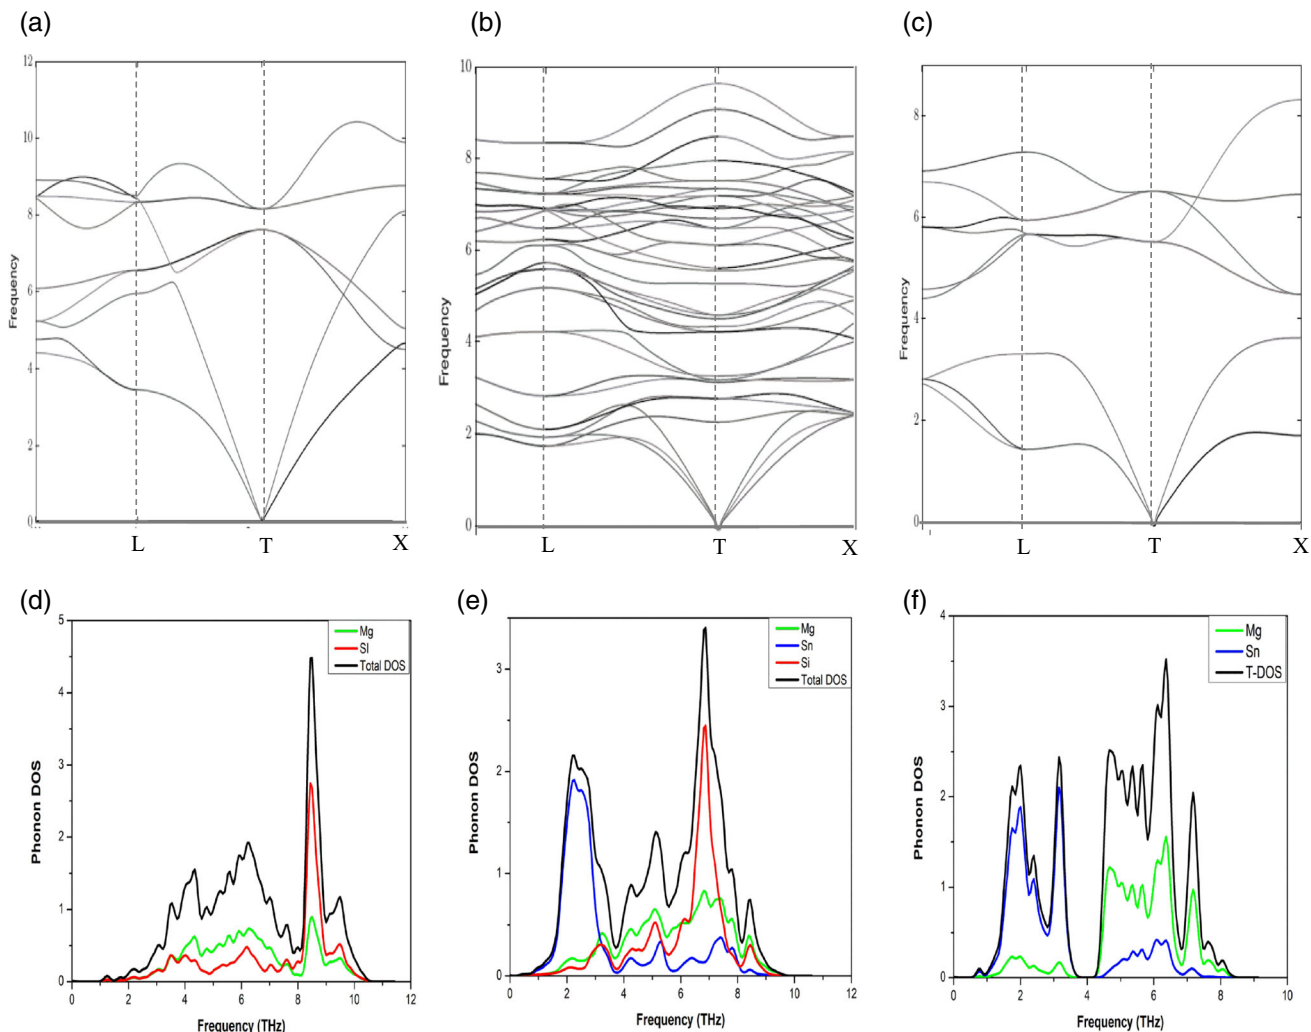 (a)
(b)
(c)
12
10
8
6
4
2
0
Frequency
L
T
X
10
8
6
4
2
0
Frequency
L
T
X
8
6
4
2
0
Frequency
L
T
X
(d)
(e)
(f)
5
4
3
2
1
0
Phonon DOS
Mg
SI
Total DOS
0 2 4 6 8 10 12
Frequency (THz)
3
2
1
0
Phonon DOS
Mg
Sn
Si
Total DOS
0 2 4 6 8 10 12
Frequency (THz)
4
3
2
1
0
Phonon DOS
Mg
Sn
T-DOS
0 2 4 6 8 10
Frequency (THz)